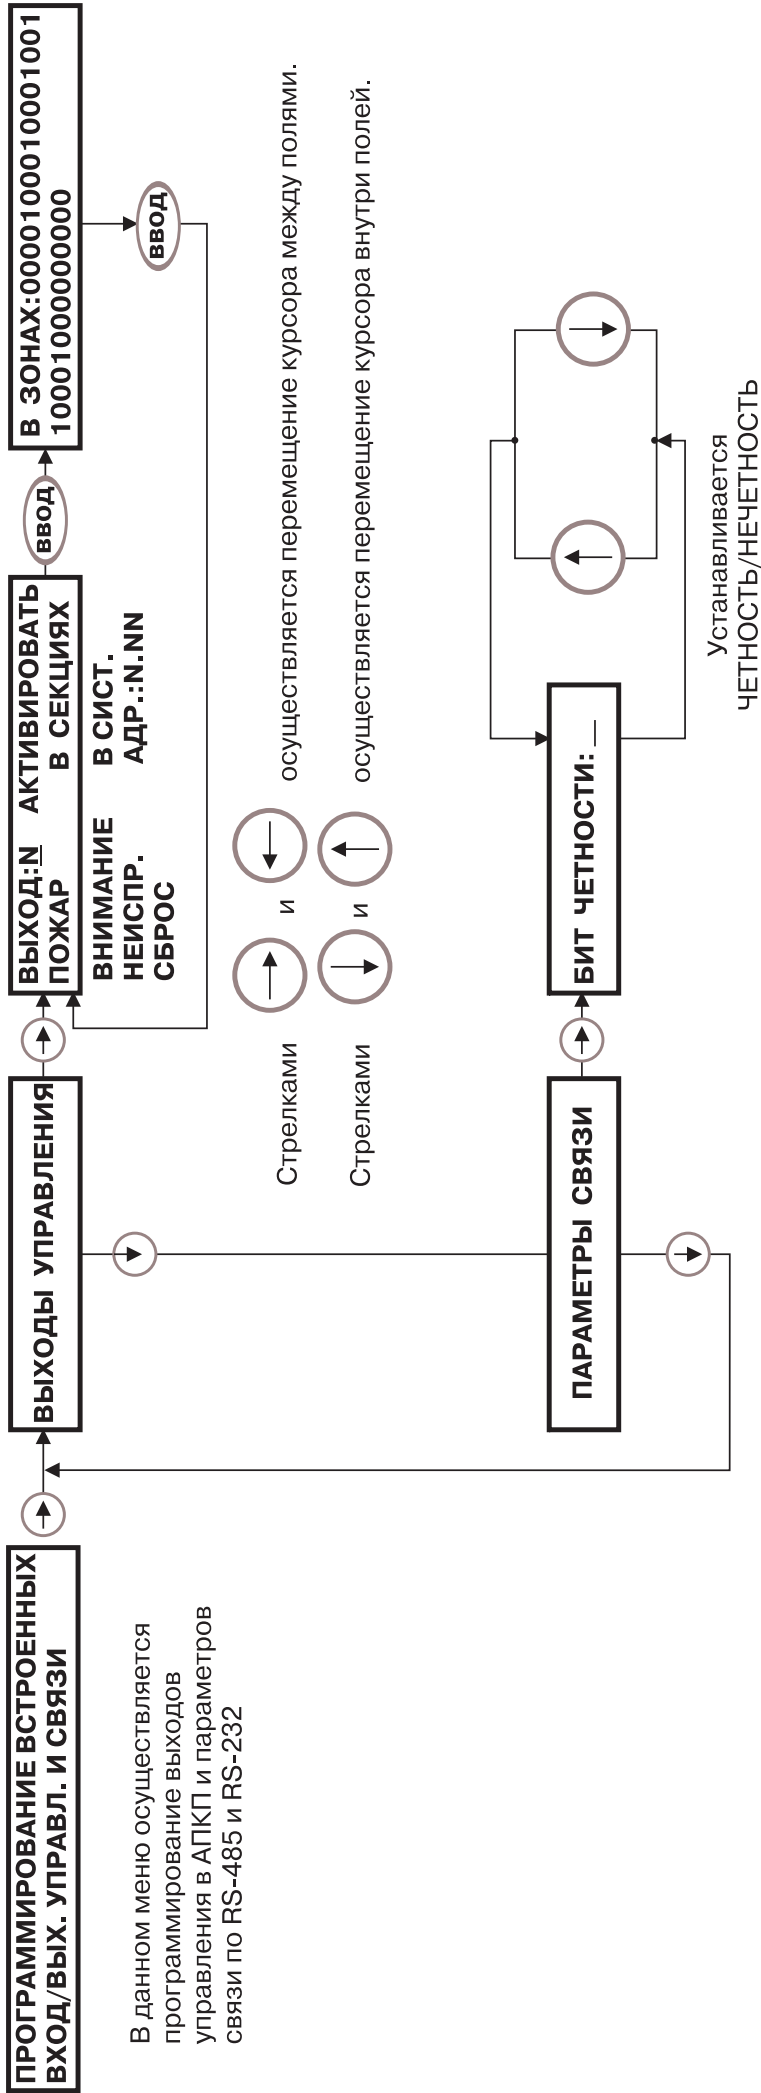 ПРОГРАММИРОВАНИЕ ВСТРОЕННЫХ
ВХОД/ВЫХ. УПРАВЛ. И СВЯЗИ
В данном меню осуществляется
программирование выходов
управления в АПКП и параметров
связи по RS-485 и RS-232
ВЫХОДЫ УПРАВЛЕНИЯ
ВЫХОД:N АКТИВИРОВАТЬ
ПОЖАР В СЕКЦИЯХ
ВНИМАНИЕ В СИСТ.
НЕИСПР. АДР.:N.NN
СБРОС
ВВОД
В ЗОНАХ:00001000100010001001
1000100000000000
ВВОД
Стрелками и осуществляется перемещение курсора между полями.
Стрелками и осуществляется перемещение курсора внутри полей.
ПАРАМЕТРЫ СВЯЗИ
БИТ ЧЕТНОСТИ: _
Устанавливается
ЧЕТНОСТЬ/НЕЧЕТНОСТЬ